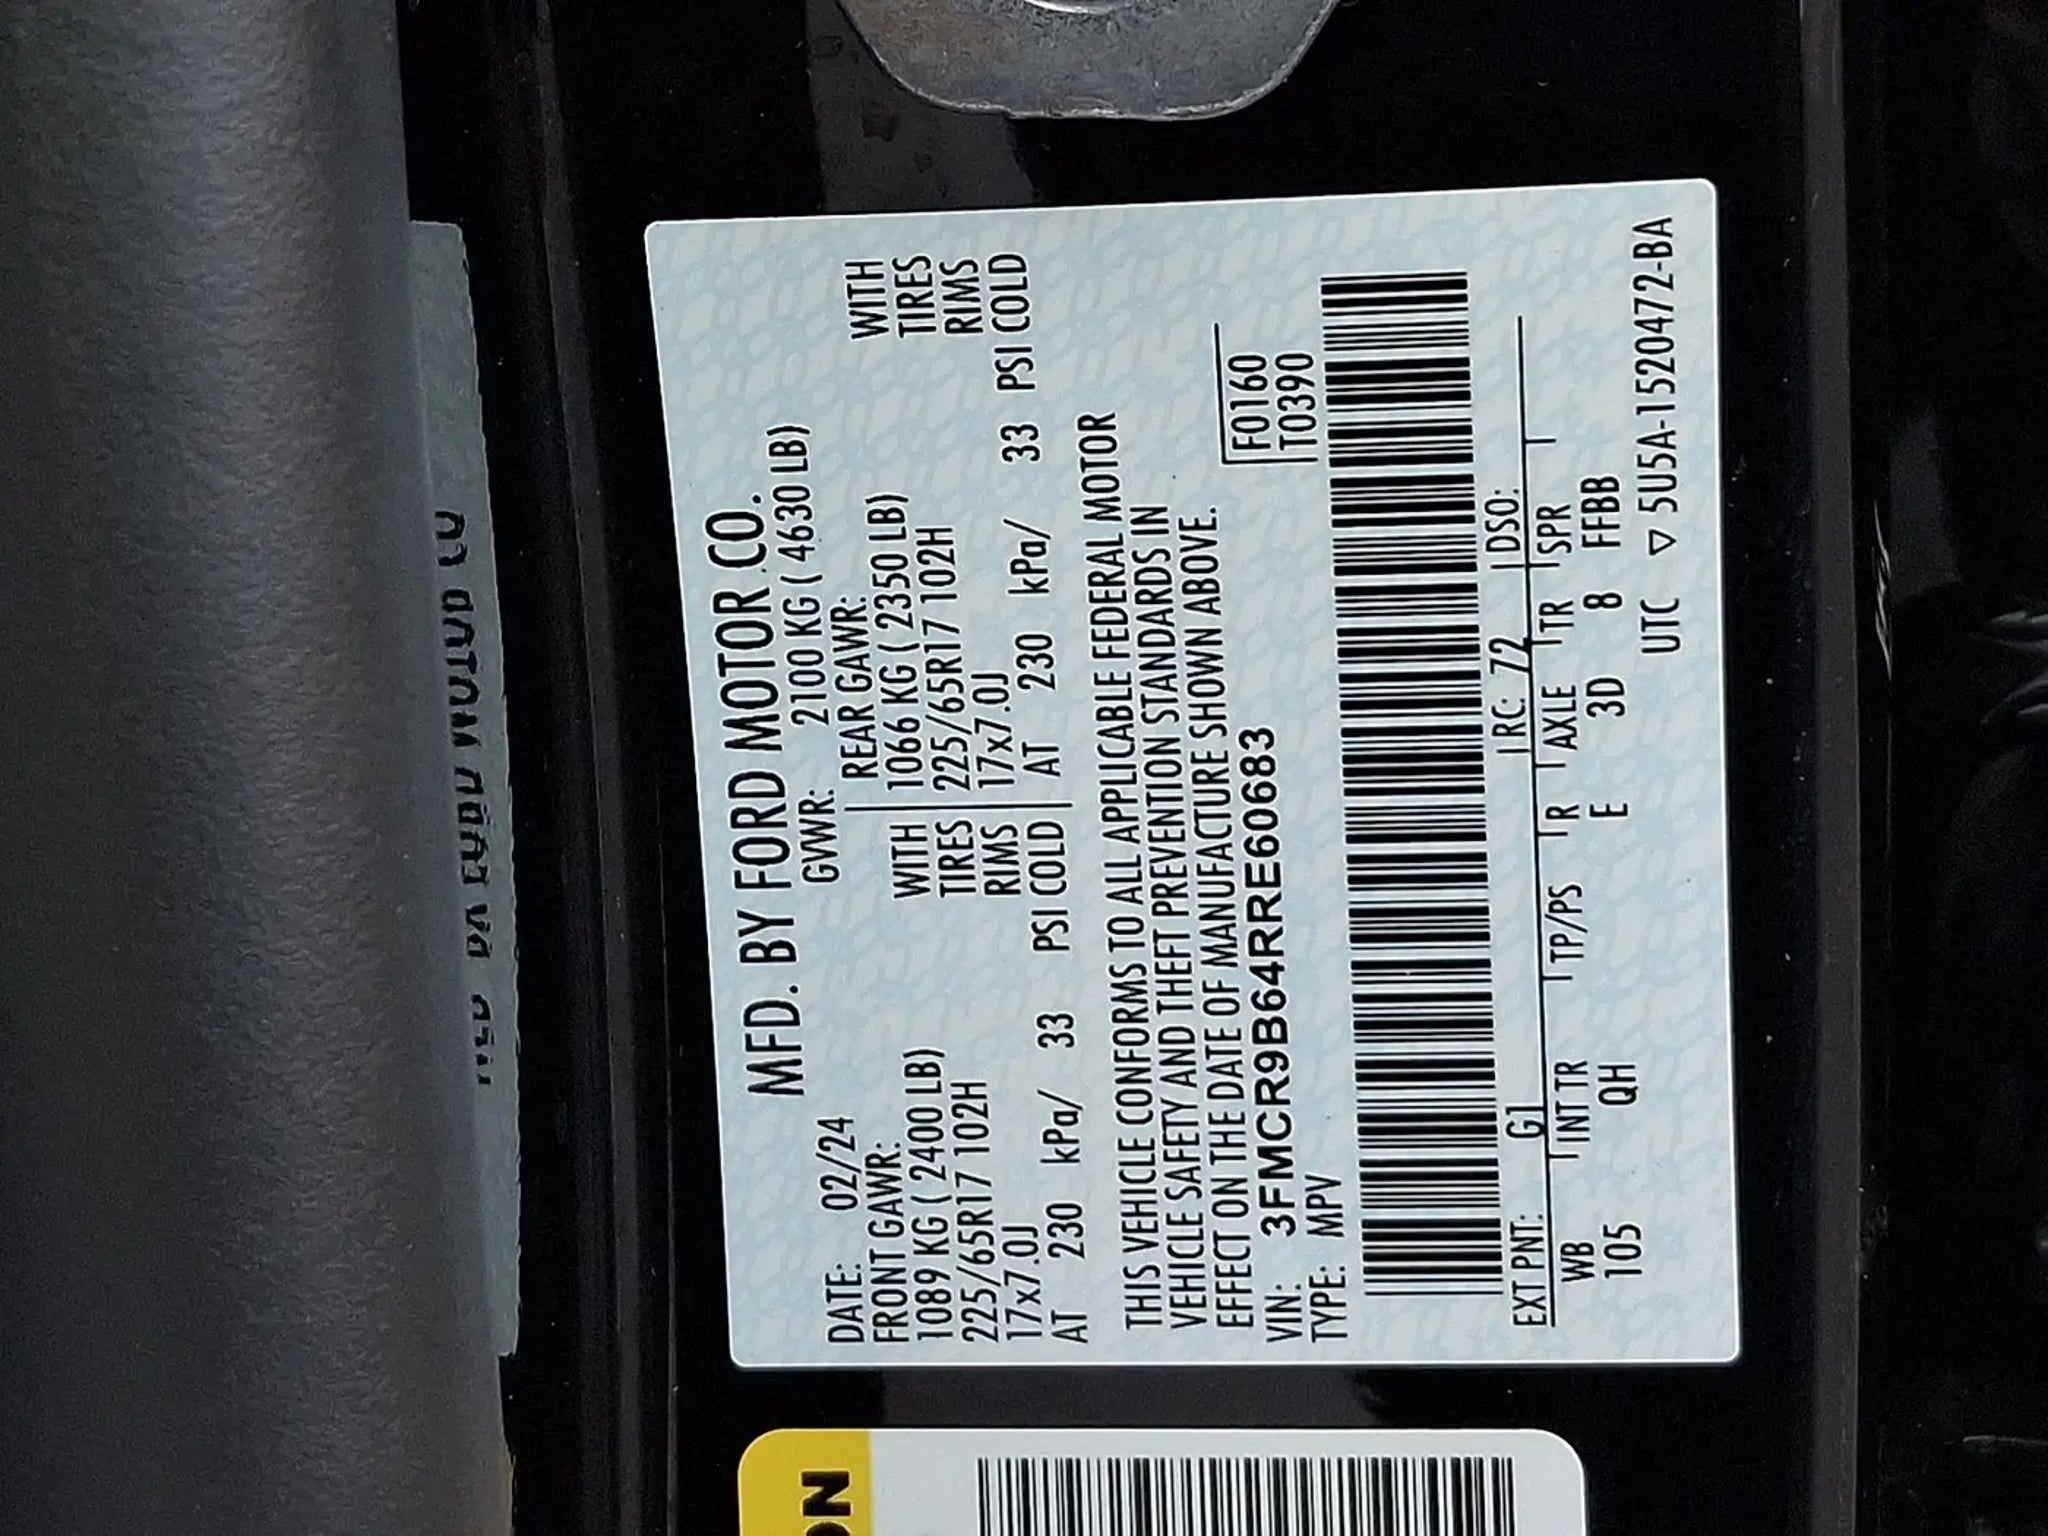 MFD. BY FORD MOTOR CO.
DATE: 02/24 GVWR: 2100 KG ( 4630 LB)
FRONT GAWR: REAR GAWR:
1089 KG ( 2400 LB) WITH 1066 KG ( 2350 LB) WITH
225/65R17 102H TIRES 225/65R17 102H TIRES
17x7.0J RIMS 17x7.0J RIMS
AT 230 kPa/ 33 PSI COLD AT 230 kPa/ 33 PSI COLD
THIS VEHICLE CONFORMS TO ALL APPLICABLE FEDERAL MOTOR
VEHICLE SAFETY AND THEFT PREVENTION STANDARDS IN
EFFECT ON THE DATE OF MANUFACTURE SHOWN ABOVE.
VIN: 3FMCR9B64RRE60683 F0160
TYPE: MPV T0390
EXT PNT: G1 RC: 72 DSO:
WB INT TR TP/PS R AXLE TR SPR
105 QH E 3D 8 FFBB
UTC ▽ 5U5A-1520472-BA